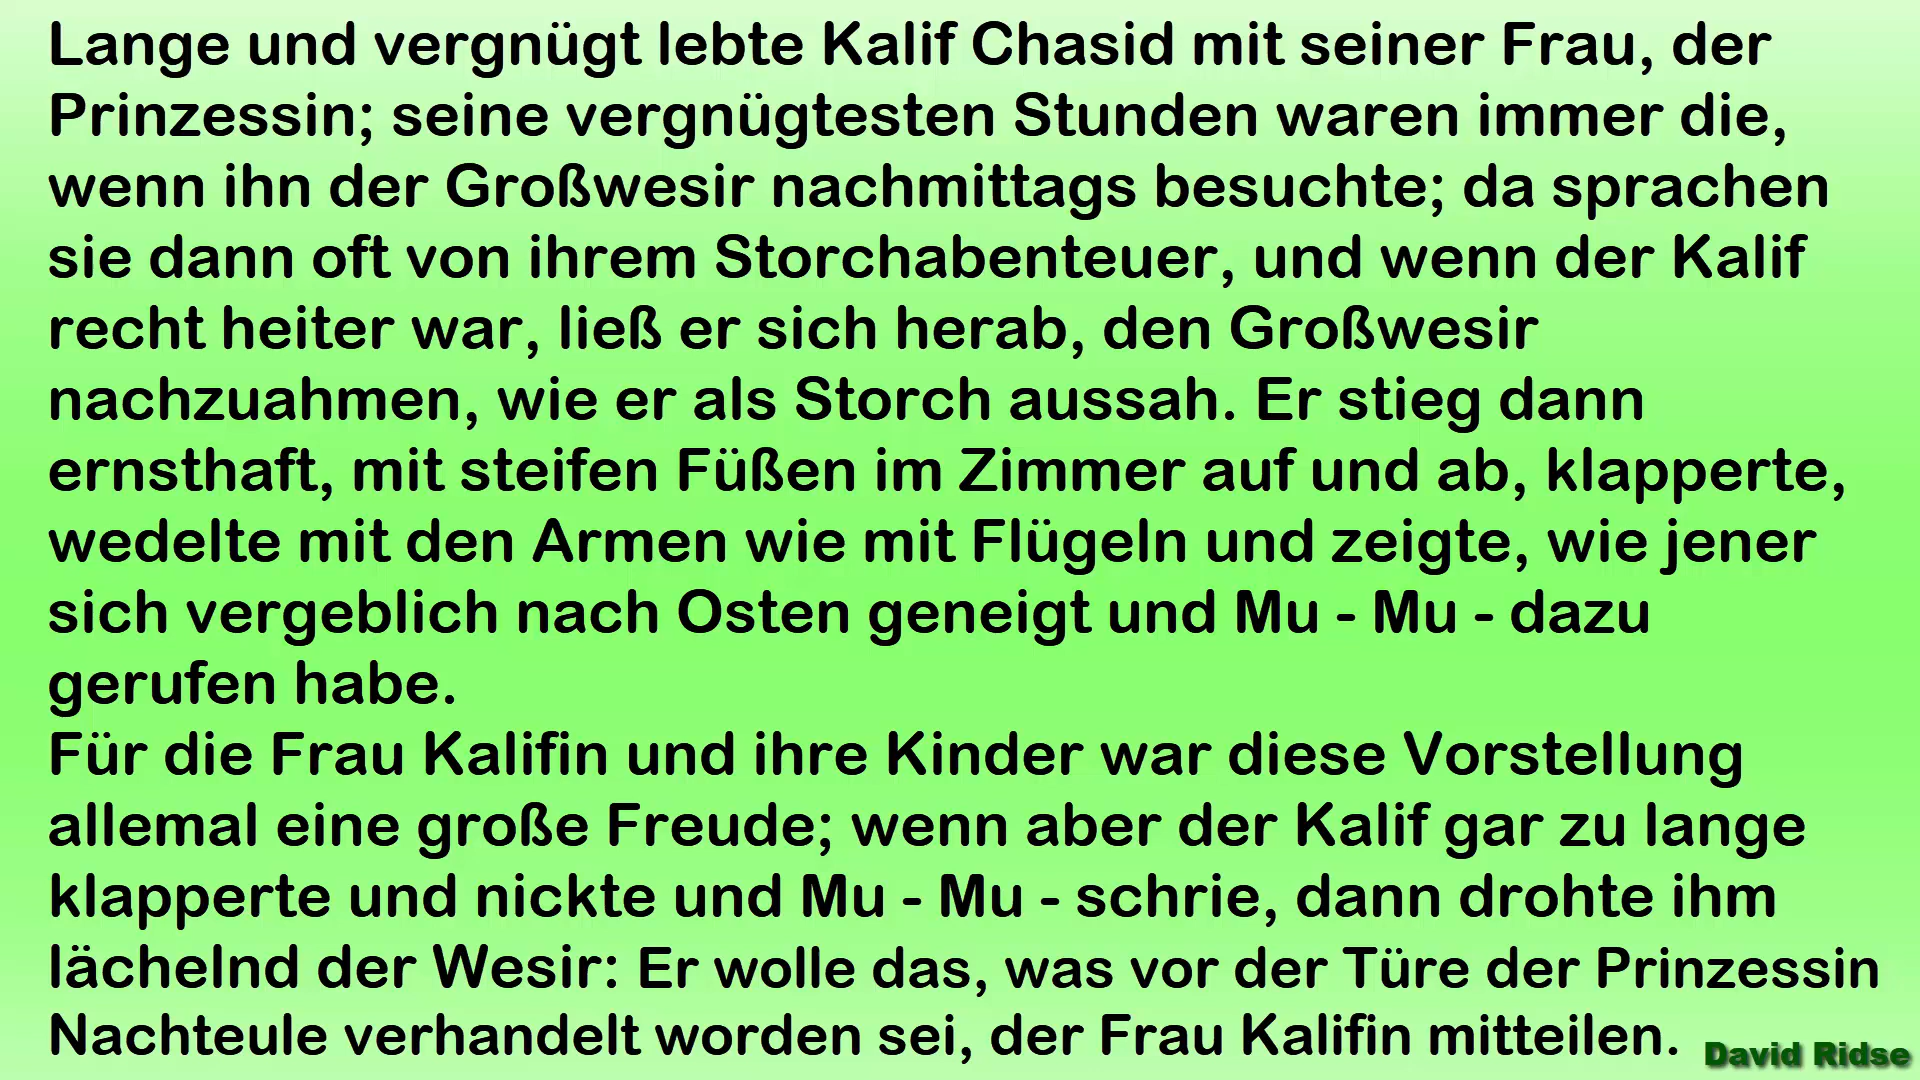 Lange und vergnügt lebte Kalif Chasid mit seiner Frau, der
Prinzessin; seine vergnügtesten Stunden waren immer die,
wenn ihn der Großwesir nachmittags besuchte; da sprachen
sie dann oft von ihrem Storchabenteuer, und wenn der Kalif
recht heiter war, ließ er sich herab, den Großwesir
nachzuahmen, wie er als Storch aussah. Er stieg dann
ernsthaft, mit steifen Füßen im Zimmer auf und ab, klapperte,
wedelte mit den Armen wie mit Flügeln und zeigte, wie jener
sich vergeblich nach Osten geneigt und Mu - Mu - dazu
gerufen habe.
Für die Frau Kalifin und ihre Kinder war diese Vorstellung
allemal eine große Freude; wenn aber der Kalif gar zu lange
klapperte und nickte und Mu - Mu - schrie, dann drohte ihm
lächelnd der Wesir: Er wolle das, was vor der Türe der Prinzessin
Nachteule verhandelt worden sei, der Frau Kalifin mitteilen.
David Ridse